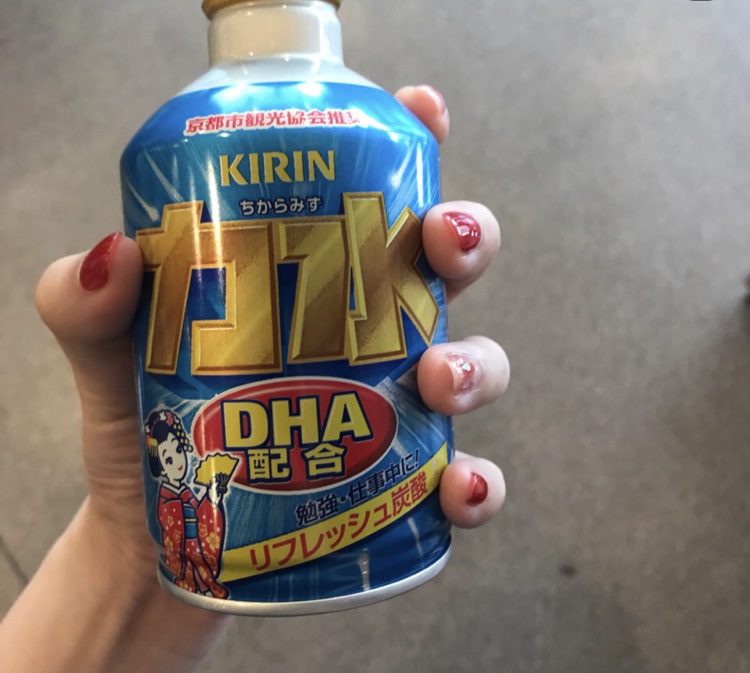 京都市観光協会推奨
KIRIN
ちからみず
力水
DHA
配合
勉強・仕事中に!
リフレッシュ炭酸